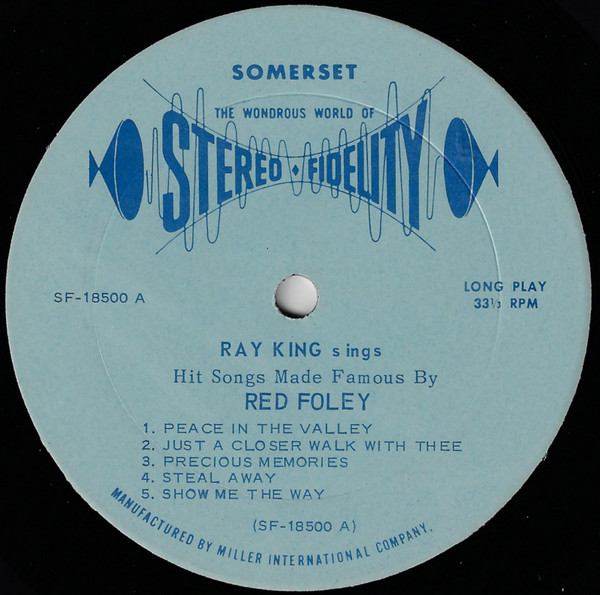 SOMERSET
THE WONDROUS WORLD OF
STEREO • FIDELITY
SF-18500 A
LONG PLAY
33⅓ RPM
RAY KING sings
Hit Songs Made Famous By
RED FOLEY
1. PEACE IN THE VALLEY
2. JUST A CLOSER WALK WITH THEE
3. PRECIOUS MEMORIES
4. STEAL AWAY
5. SHOW ME THE WAY
(SF-18500 A)
MANUFACTURED BY MILLER INTERNATIONAL COMPANY.